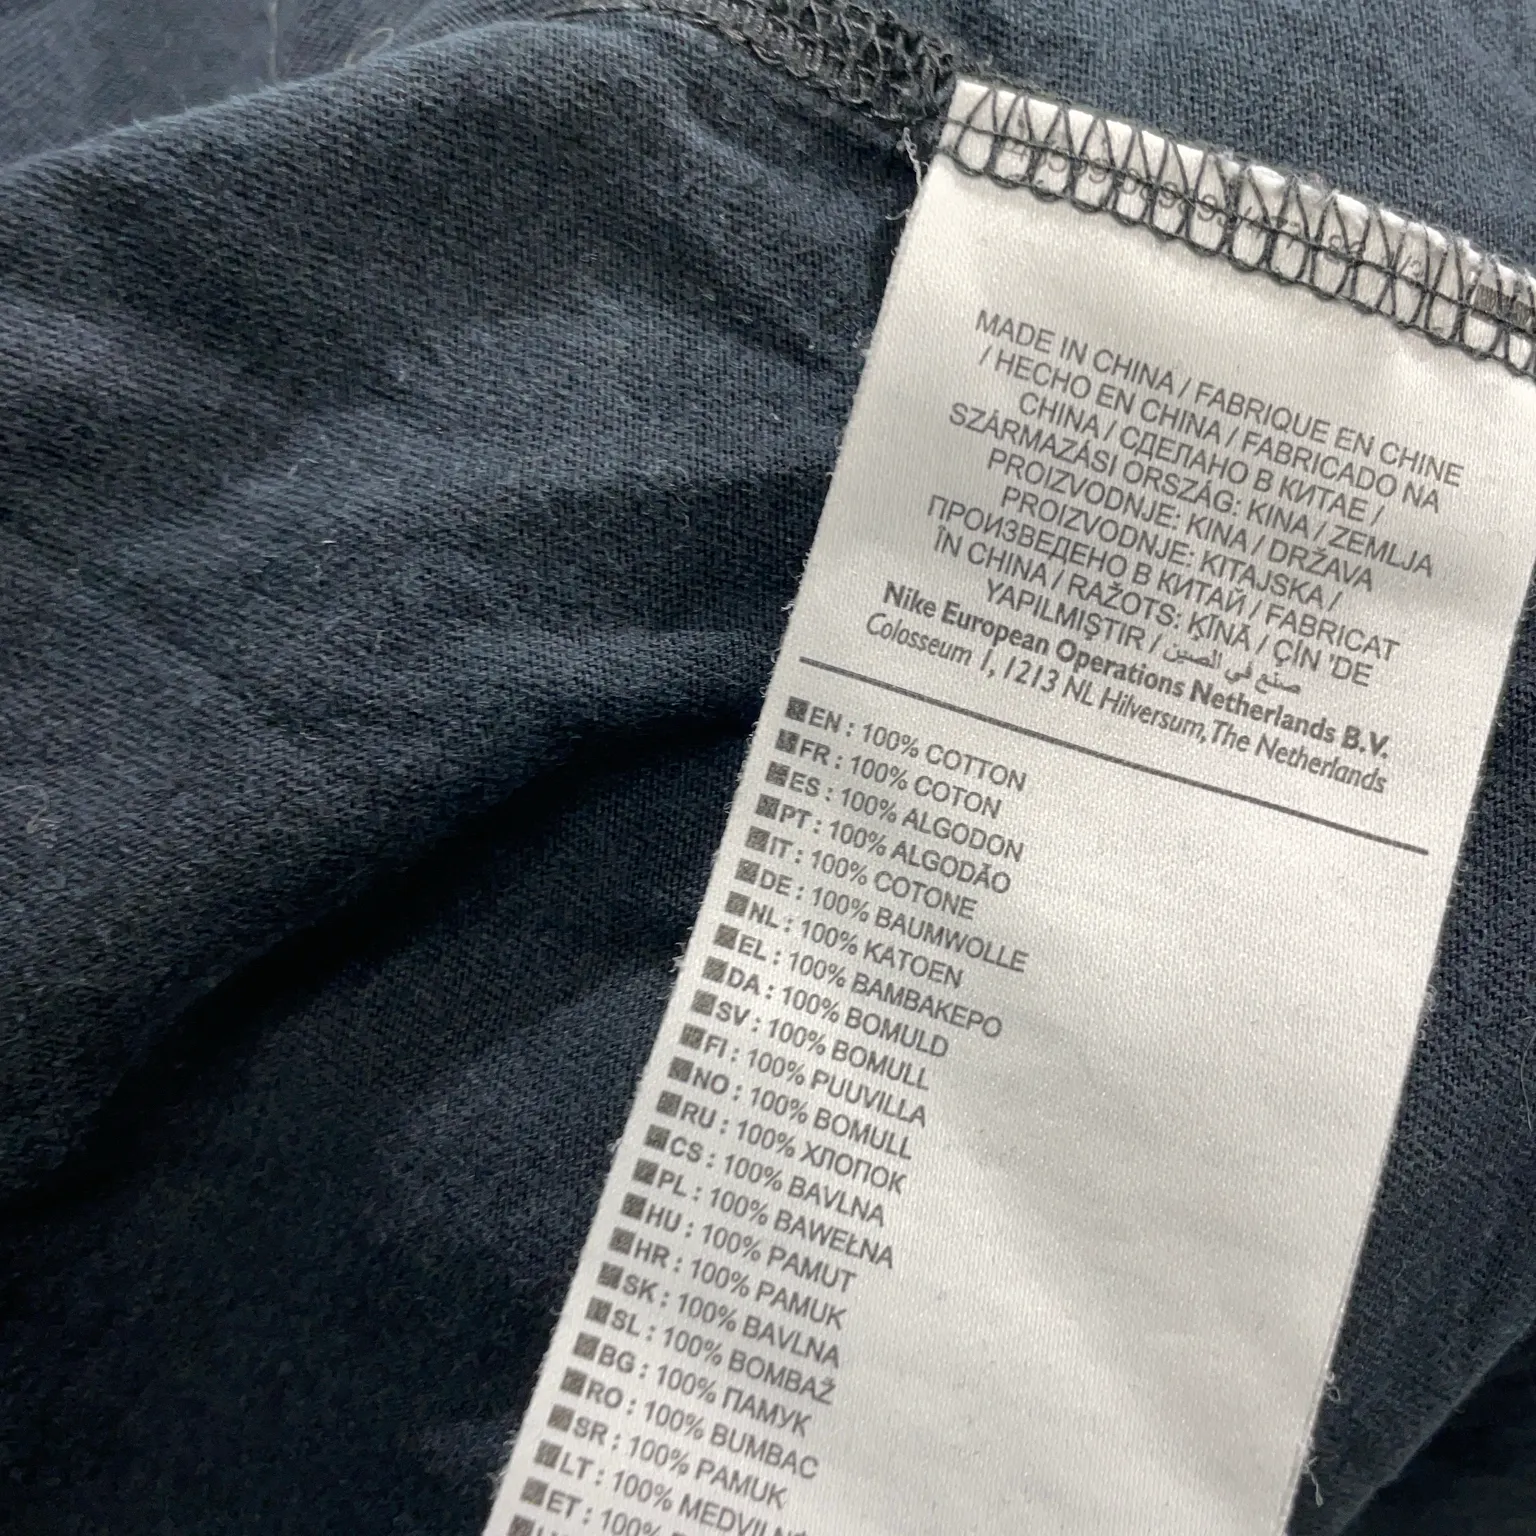 MADE IN CHINA / FABRIQUE EN CHINE
/ HECHO EN CHINA / FABRICADO NA
CHINA / СДЕЛАНО В КИТАЕ /
SZÁRMAZÁSI ORSZÁG: KINA / ZEMLJA
PROIZVODNJE: KINA / DRŽAVA
PROIZVODNJE: KITAJSKA /
ПРОИЗВЕДЕНО В КИТАЙ / FABRICAT
ÎN CHINA / RAŽOTS: ĶĪNĀ / ÇİN 'DE
YAPILMIŞTIR / صنع في الصين
Nike European Operations Netherlands B.V.
Colosseum 1, 1213 NL Hilversum, The Netherlands
EN : 100% COTTON
FR : 100% COTON
ES : 100% ALGODON
PT : 100% ALGODÃO
IT : 100% COTONE
DE : 100% BAUMWOLLE
NL : 100% KATOEN
EL : 100% ΒΑΜΒΑΚΕΡΟ
DA : 100% BOMULD
SV : 100% BOMULL
FI : 100% PUUVILLA
NO : 100% BOMULL
RU : 100% ХЛОПОК
CS : 100% BAVLNA
PL : 100% BAWEŁNA
HU : 100% PAMUT
HR : 100% PAMUK
SK : 100% BAVLNA
SL : 100% BOMBAŽ
BG : 100% ПАМУК
RO : 100% BUMBAC
SR : 100% PAMUK
LT : 100%
ET : 100%